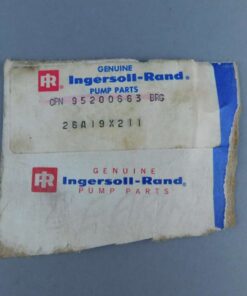 GENUINE
IR Ingersoll-Rand®
PUMP PARTS
CPN 95200663 BRG
26A19X211
GENUINE
IR Ingersoll-Rand®
PUMP PARTS